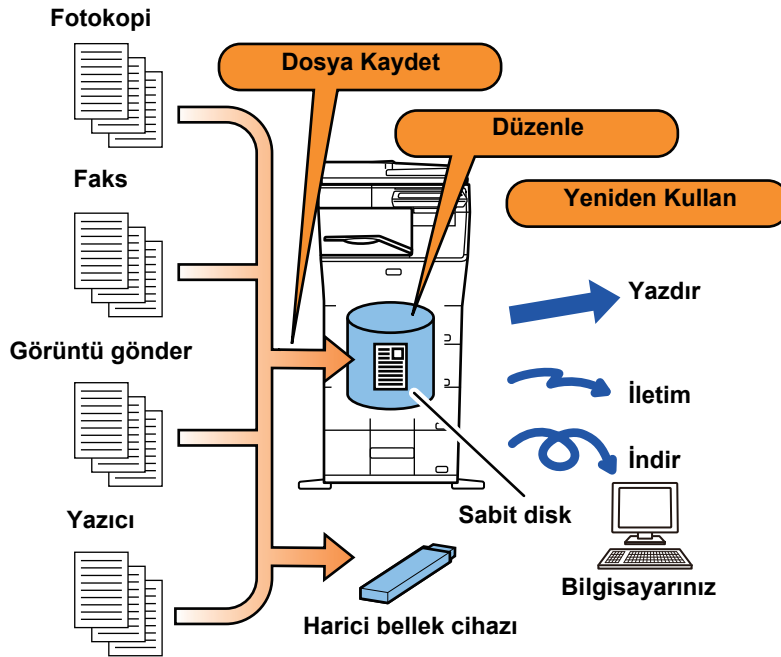 Fotokopi
Dosya Kaydet
Düzenle
Faks
Yeniden Kullan
Yazdır
Görüntü gönder
İletim
İndir
Sabit disk
Yazıcı
Bilgisayarınız
Harici bellek cihazı